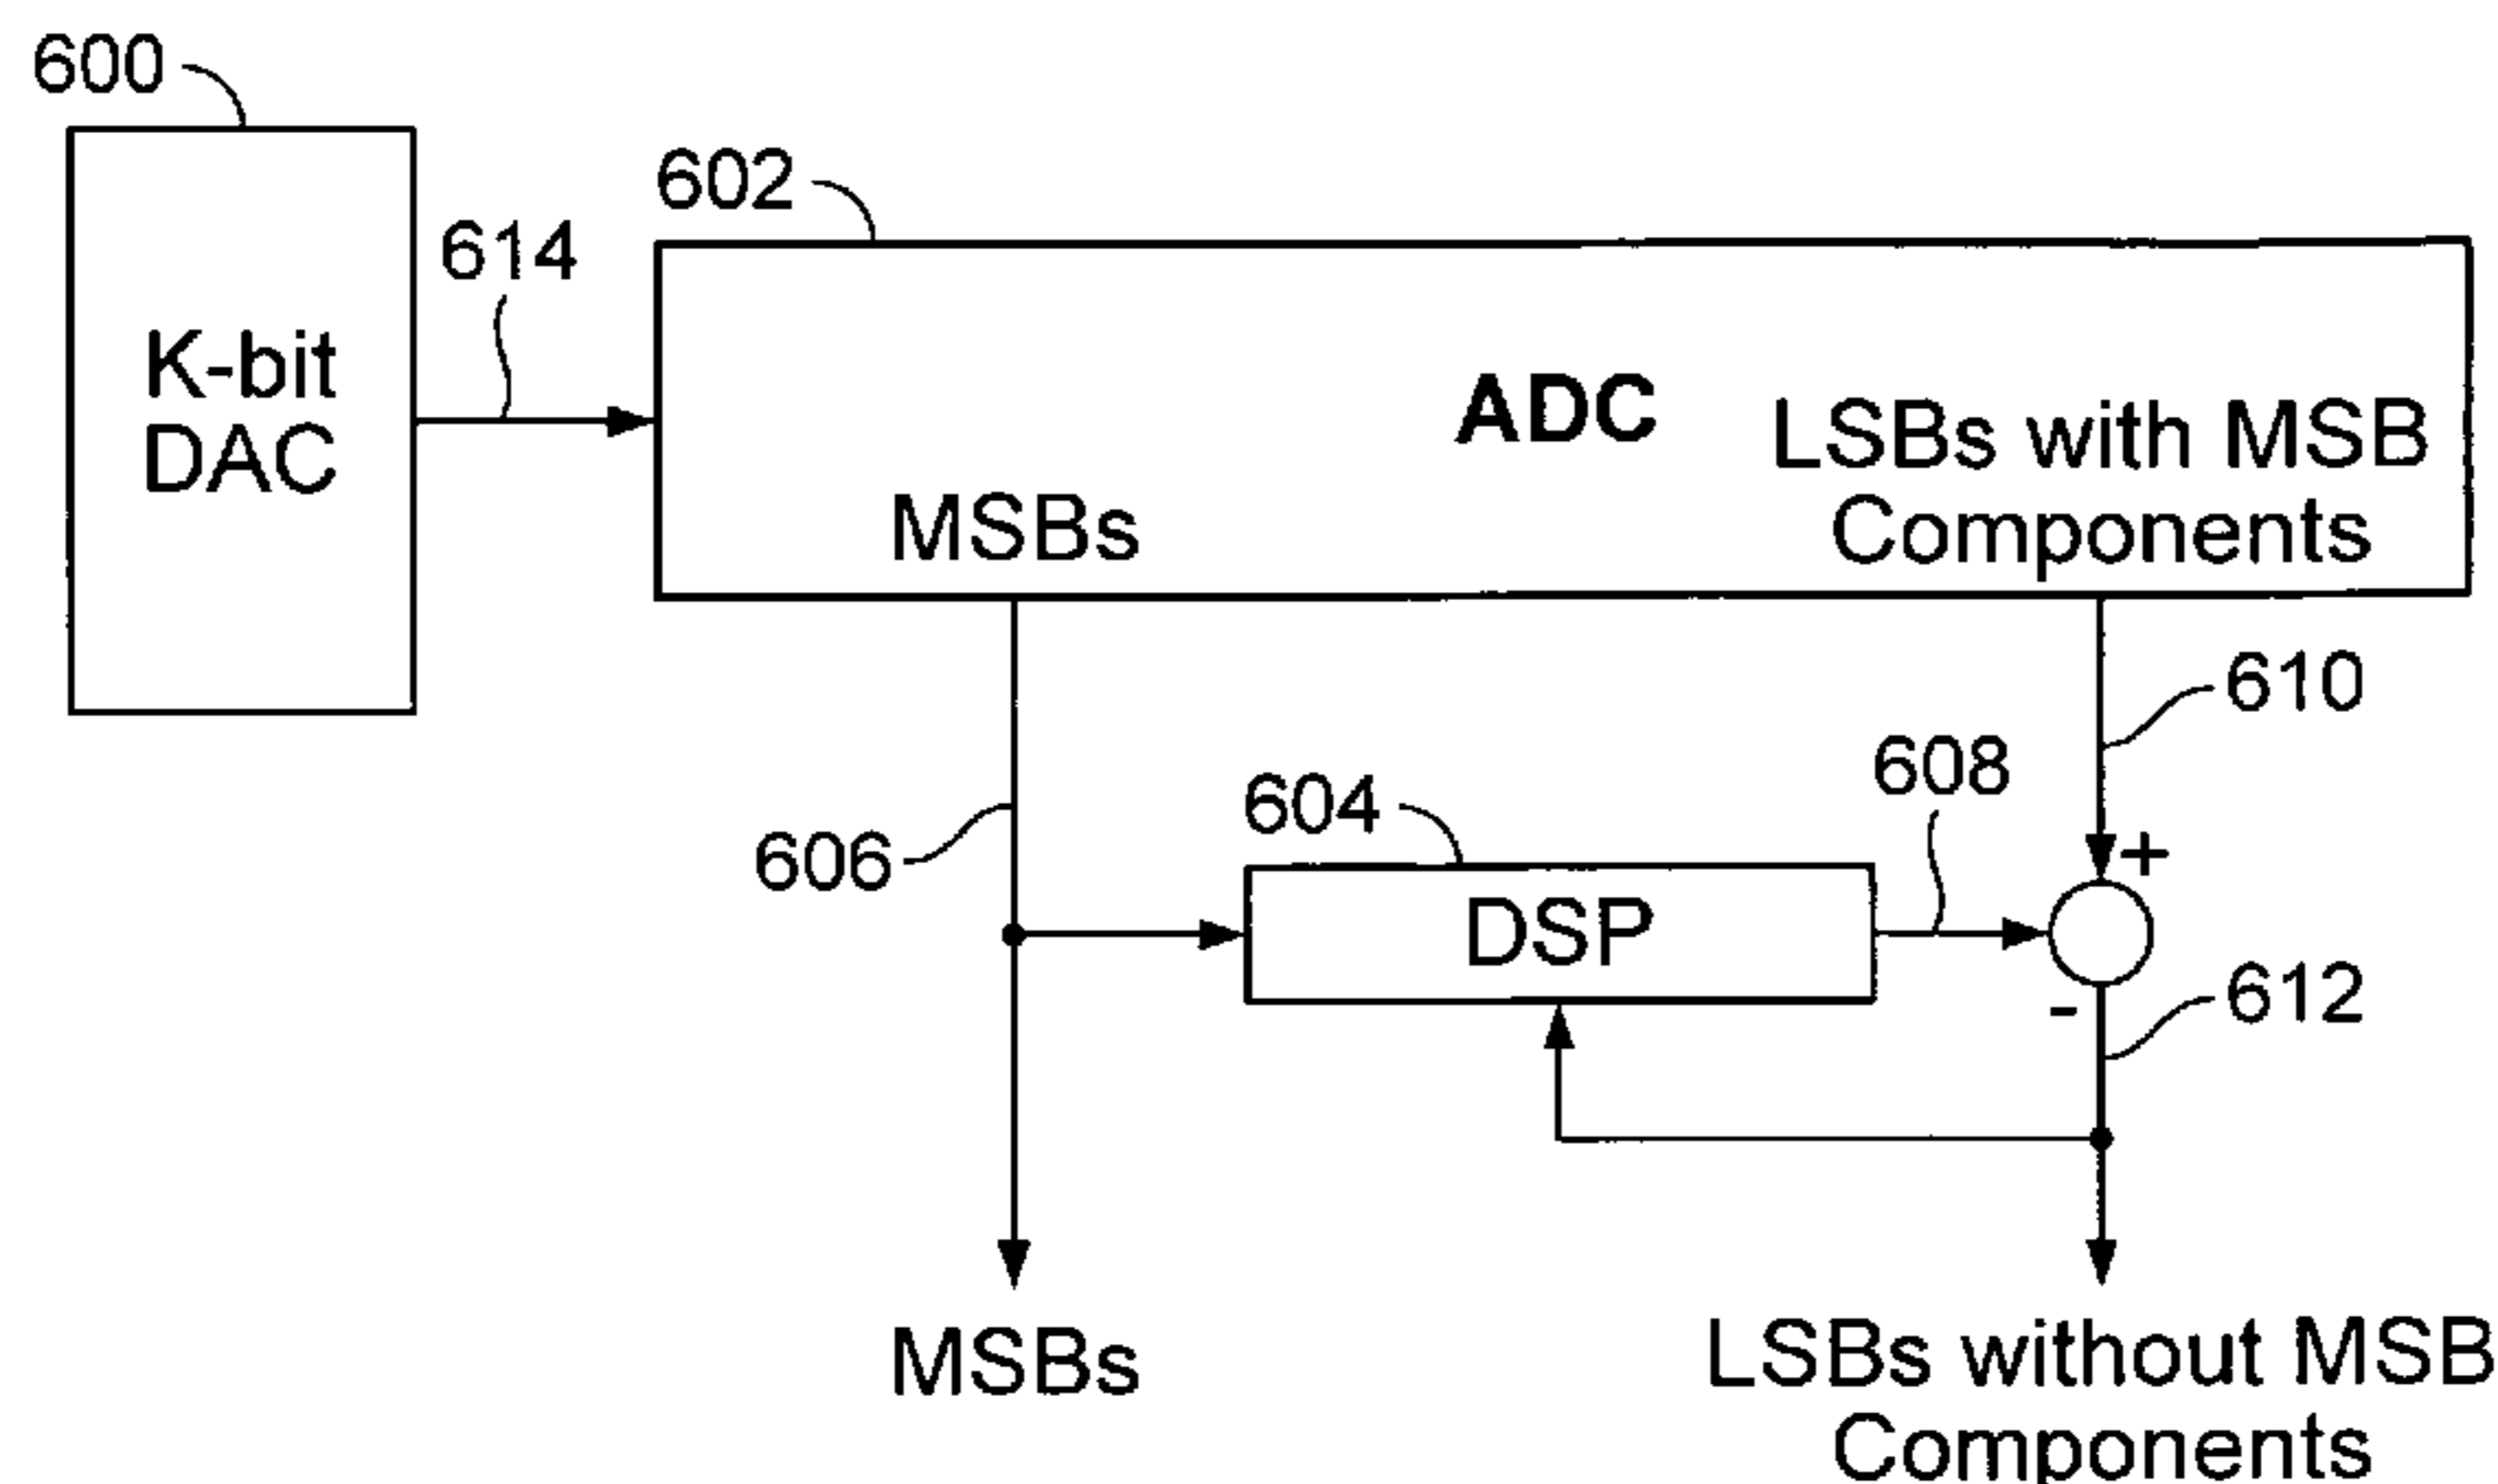 600
602
614
K-bit
DAC
ADC
LSBs with MSB
Components
MSBs
610
608
604
606
+
DSP
612
-
MSBs
LSBs without MSB
Components